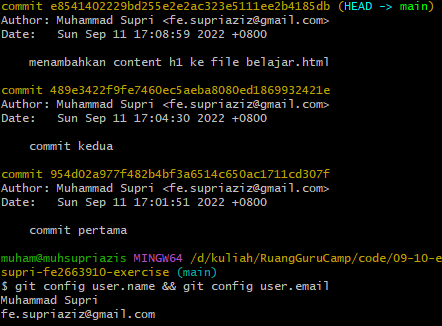 commit e8541402229bd255e2e2ac323e5111ee2b4185db (HEAD -> main)
Author: Muhammad Supri <fe.supriaziz@gmail.com>
Date:   Sun Sep 11 17:08:59 2022 +0800
    menambahkan content h1 ke file belajar.html
commit 489e3422f9fe7460ec5aeba8080ed1869932421e
Author: Muhammad Supri <fe.supriaziz@gmail.com>
Date:   Sun Sep 11 17:04:30 2022 +0800
    commit kedua
commit 954d02a977f482b4bf3a6514c650ac1711cd307f
Author: Muhammad Supri <fe.supriaziz@gmail.com>
Date:   Sun Sep 11 17:01:51 2022 +0800
    commit pertama
muham@muhsupriazis MINGW64 /d/kuliah/RuangGuruCamp/code/09-10-e
supri-fe2663910-exercise (main)
$ git config user.name && git config user.email
Muhammad Supri
fe.supriaziz@gmail.com